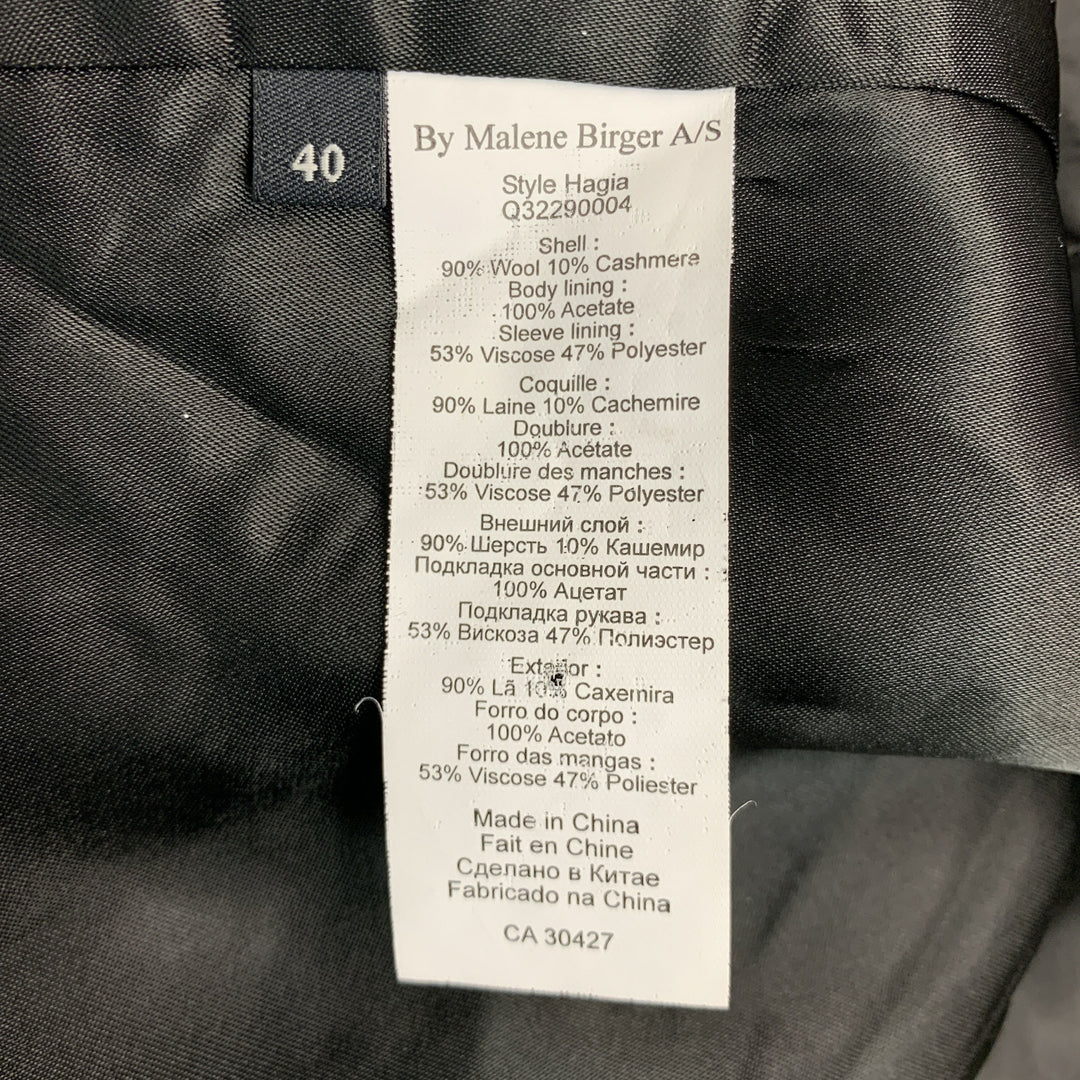 40
By Malene Birger A/S
Style Hagia
Q32290004
Shell :
90% Wool 10% Cashmere
Body lining :
100% Acetate
Sleeve lining :
53% Viscose 47% Polyester
Coquille :
90% Laine 10% Cachemire
Doublure :
100% Acétate
Doublure des manches :
53% Viscose 47% Polyester
Внешний слой :
90% Шерсть 10% Кашемир
Подкладка основной части :
100% Ацетат
Подкладка рукава :
53% Вискоза 47% Полиэстер
Exterior :
90% Lã 10% Caxemira
Forro do corpo :
100% Acetato
Forro das mangas :
53% Viscose 47% Poliester
Made in China
Fait en Chine
Сделано в Китае
Fabricado na China
CA 30427